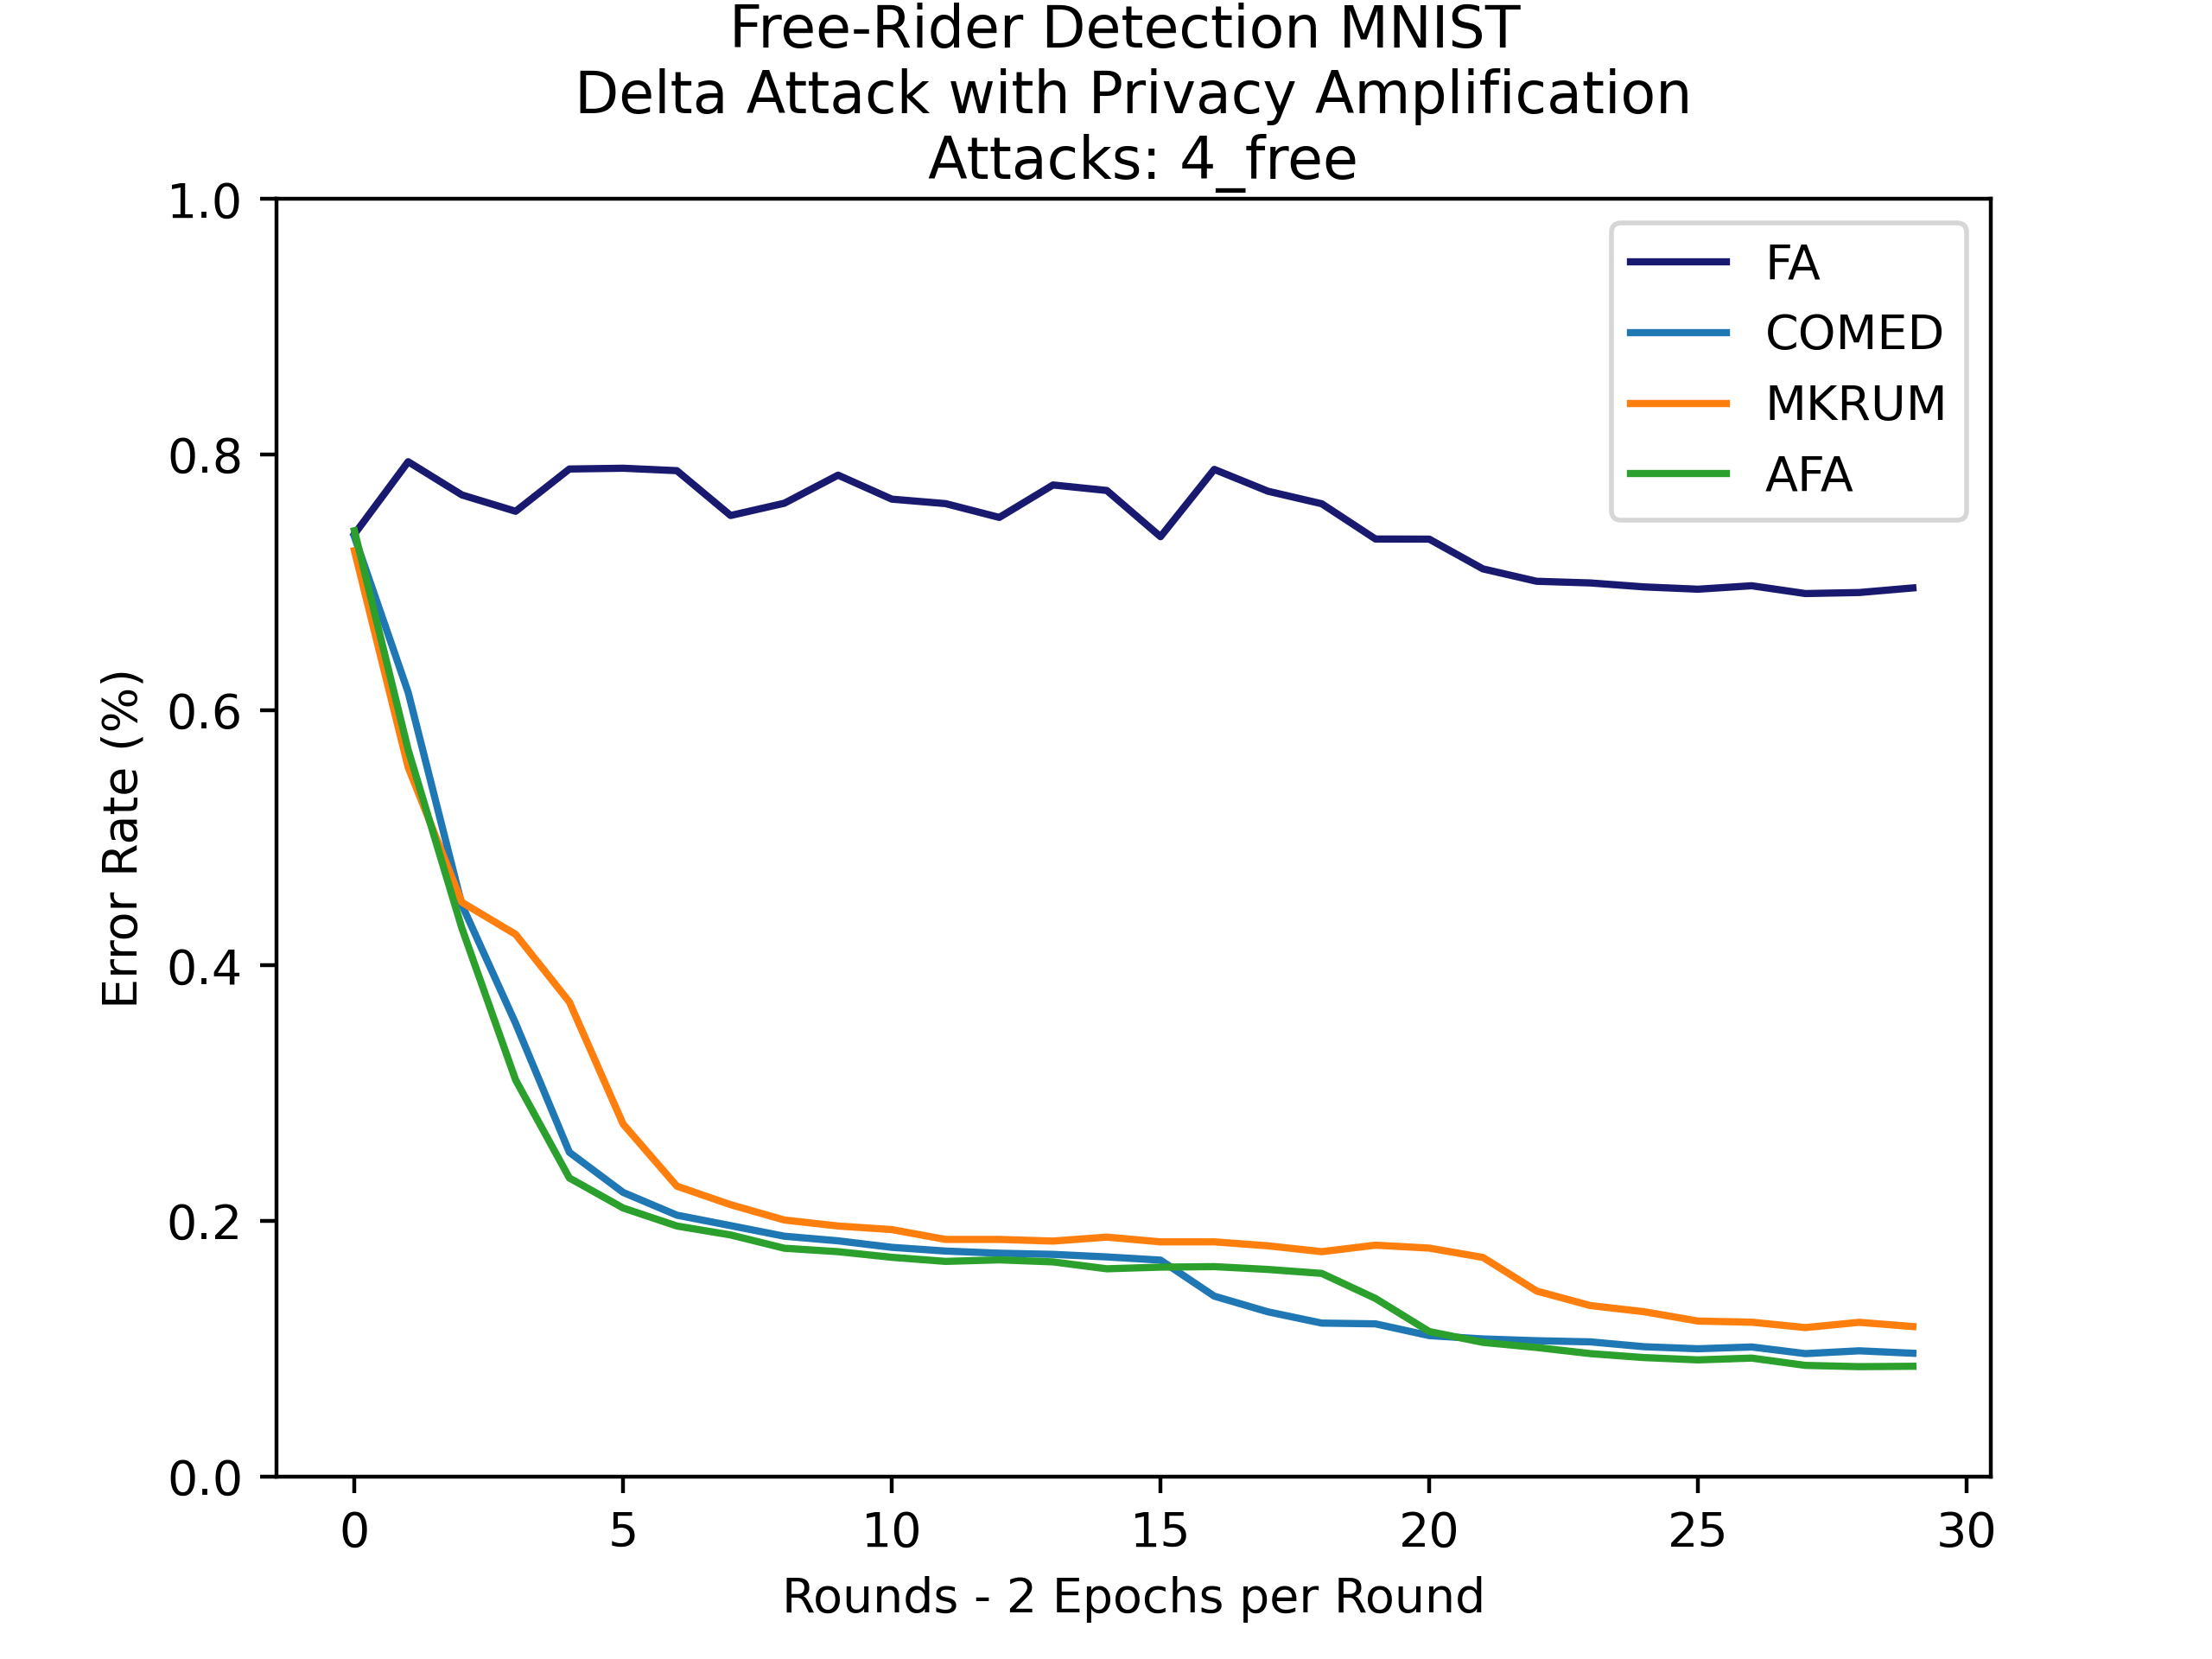 Free-Rider Detection MNIST
Delta Attack with Privacy Amplification
Attacks: 4_free
FA
COMED
MKRUM
AFA
Error Rate (%)
1.0
0.8
0.6
0.4
0.2
0.0
0 5 10 15 20 25 30
Rounds - 2 Epochs per Round